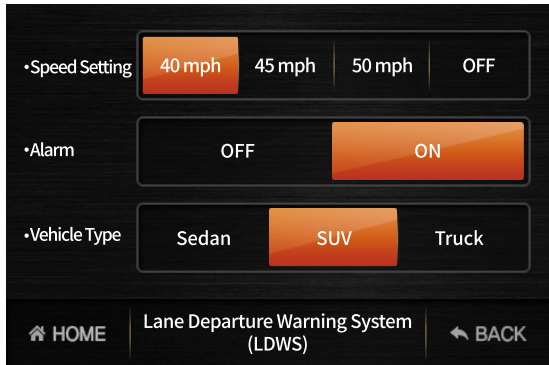 •Speed Setting 40 mph 45 mph 50 mph OFF
•Alarm OFF ON
•Vehicle Type Sedan SUV Truck
HOME Lane Departure Warning System BACK
(LDWS)